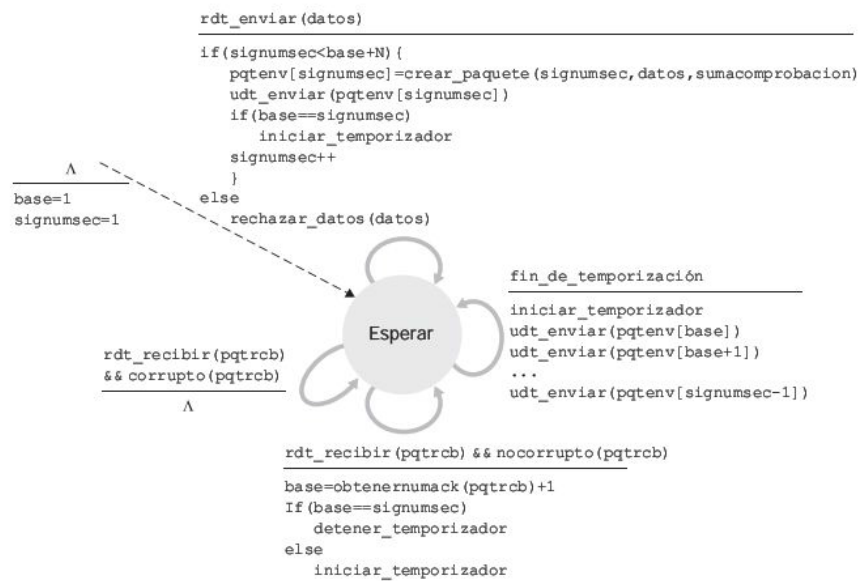 rdt_enviar(datos)
if(signumsec<base+N){
pqtenv[signumsec]=crear_paquete(signumsec,datos,sumacomprobacion)
udt_enviar(pqtenv[signumsec])
if(base==signumsec)
iniciar_temporizador
signumsec++
}
else
rechazar_datos(datos)
Λ
base=1
signumsec=1
fin_de_temporización
iniciar_temporizador
udt_enviar(pqtenv[base])
udt_enviar(pqtenv[base+1])
...
udt_enviar(pqtenv[signumsec-1])
Esperar
rdt_recibir(pqtrcb)
&& corrupto(pqtrcb)
Λ
rdt_recibir(pqtrcb) && nocorrupto(pqtrcb)
base=obtenernumack(pqtrcb)+1
If(base==signumsec)
detener_temporizador
else
iniciar_temporizador